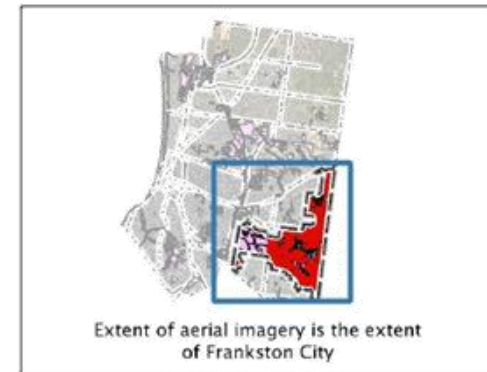 Extent of aerial imagery is the extent
of Frankston City